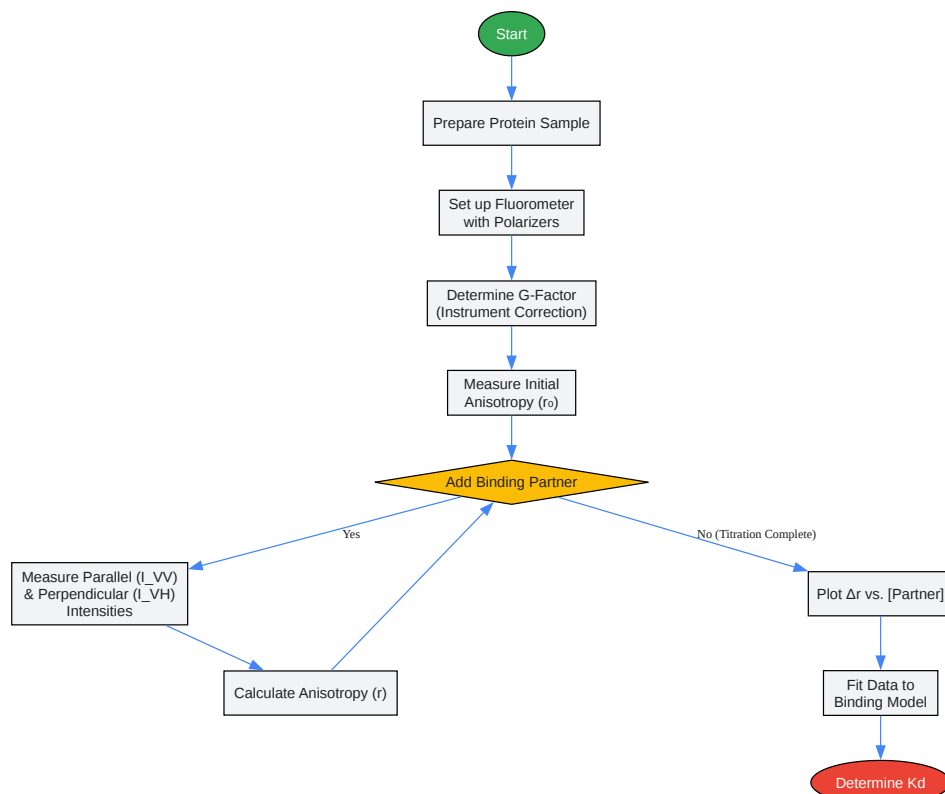 Start
Prepare Protein Sample
Set up Fluorometer
with Polarizers
Determine G-Factor
(Instrument Correction)
Measure Initial
Anisotropy (r₀)
Add Binding Partner
Yes
No (Titration Complete)
Measure Parallel (I_VV)
& Perpendicular (I_VH)
Intensities
Plot Δr vs. [Partner]
Calculate Anisotropy (r)
Fit Data to
Binding Model
Determine Kd